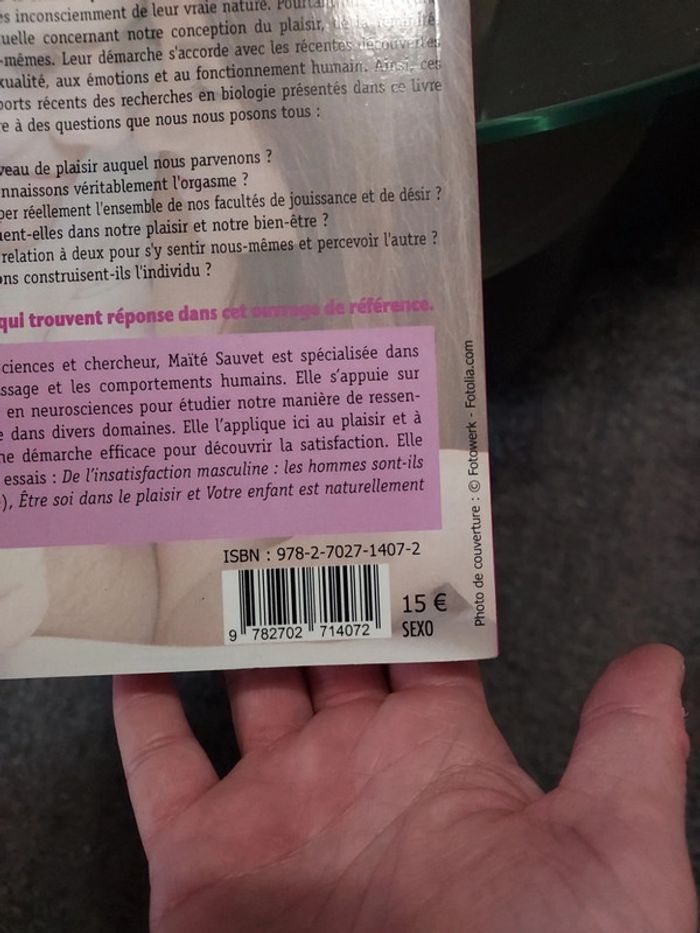 es inconsciemment de leur vraie nature.
uelle concernant notre conception du plaisir, de la féminité
-mêmes. Leur démarche s'accorde avec les récentes découvertes
xualité, aux émotions et au fonctionnement humain. Ainsi, ces
ports récents des recherches en biologie présentés dans ce livre
e à des questions que nous nous posons tous :
veau de plaisir auquel nous parvenons ?
nnaissons véritablement l'orgasme ?
per réellement l'ensemble de nos facultés de jouissance et de désir ?
uent-elles dans notre plaisir et notre bien-être ?
relation à deux pour s'y sentir nous-mêmes et percevoir l'autre ?
ons construisent-ils l'individu ?
qui trouvent réponse dans cet ouvrage de référence.
ciences et chercheur, Maïté Sauvet est spécialisée dans
ssage et les comportements humains. Elle s'appuie sur
en neurosciences pour étudier notre manière de ressen-
e dans divers domaines. Elle l'applique ici au plaisir et à
ne démarche efficace pour découvrir la satisfaction. Elle
essais : De l'insatisfaction masculine : les hommes sont-ils
), Être soi dans le plaisir et Votre enfant est naturellement
ISBN : 978-2-7027-1407-2
9 782702 714072
15 €
SEXO
Photo de couverture : © Fotowerk - Fotolia.com